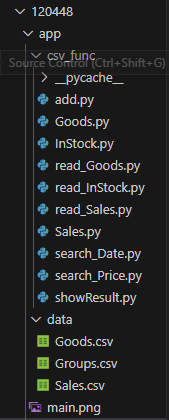 120448
app
csv_func
Source Control (Ctrl+Shift+G)
__pycache__
add.py
Goods.py
InStock.py
read_Goods.py
read_InStock.py
read_Sales.py
Sales.py
search_Date.py
search_Price.py
showResult.py
data
Goods.csv
Groups.csv
Sales.csv
main.png